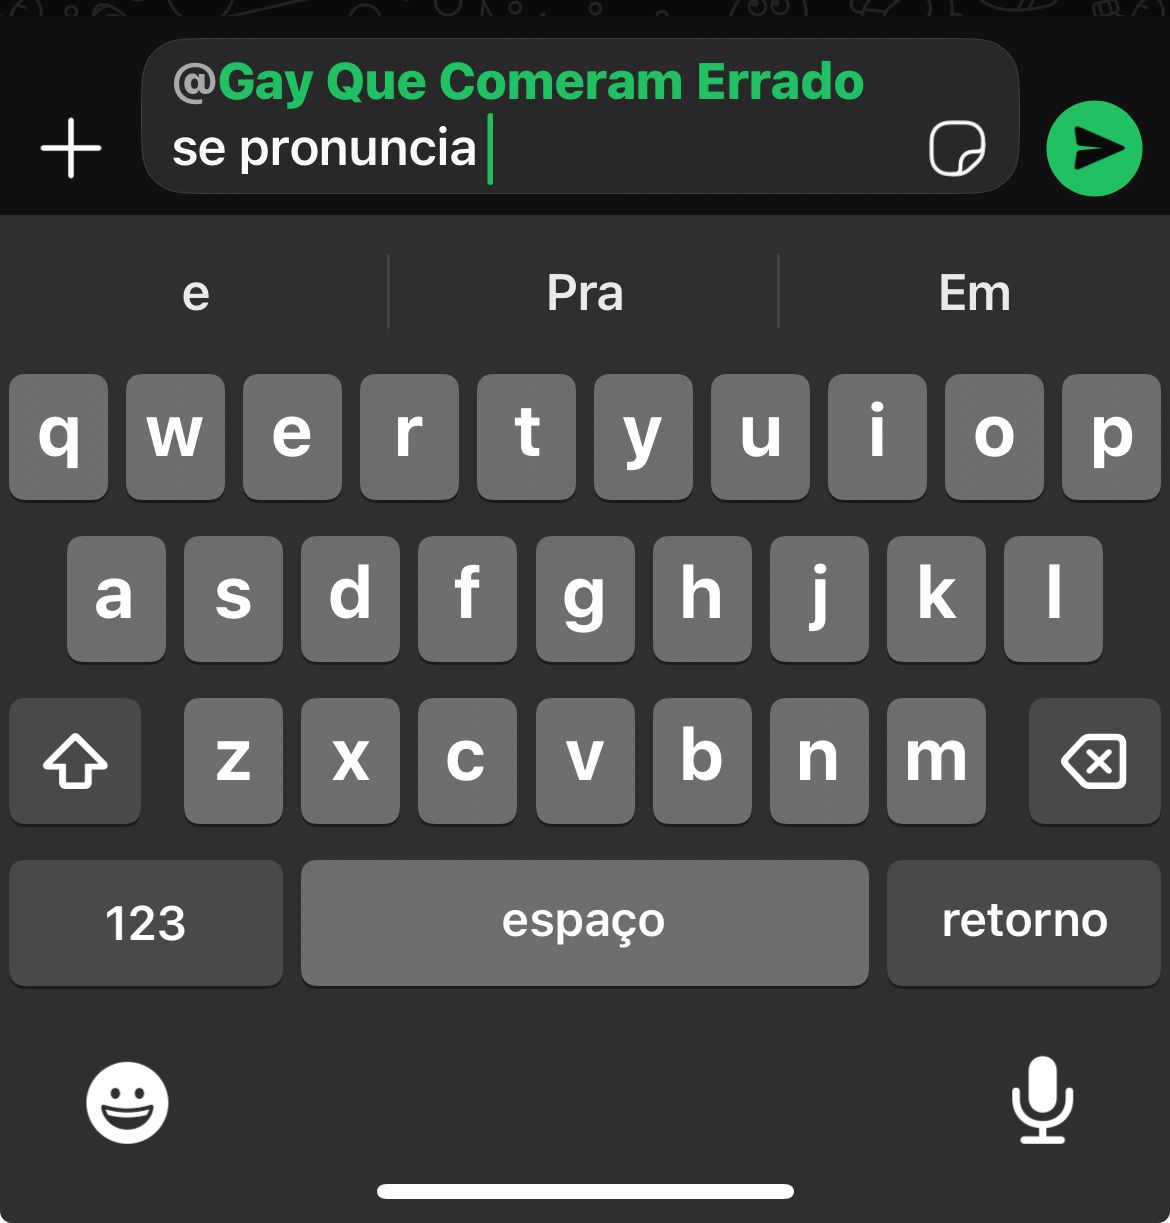 @Gay Que Comeram Errado
se pronuncia
e Pra Em
q w e r t y u i o p
a s d f g h j k l
z x c v b n m
123 espaço retorno